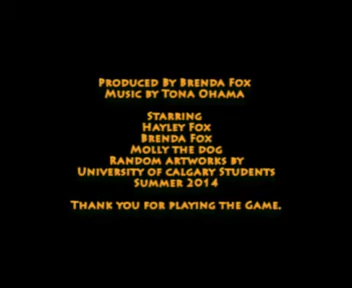 Produced By Brenda Fox
Music by Tona Ohama
Starring
Hayley Fox
Brenda Fox
Molly the dog
Random artworks by
University of calgary Students
Summer 2014
Thank you for playing the Game.